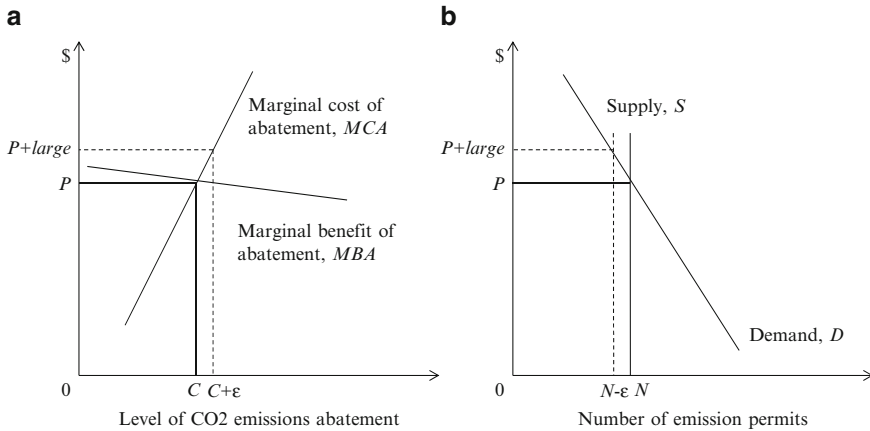 a
$
Marginal cost of
abatement, MCA
P+large
P
Marginal benefit of
abatement, MBA
0
C C+ε
Level of CO2 emissions abatement
b
$
Supply, S
P+large
P
Demand, D
0
N-ε N
Number of emission permits